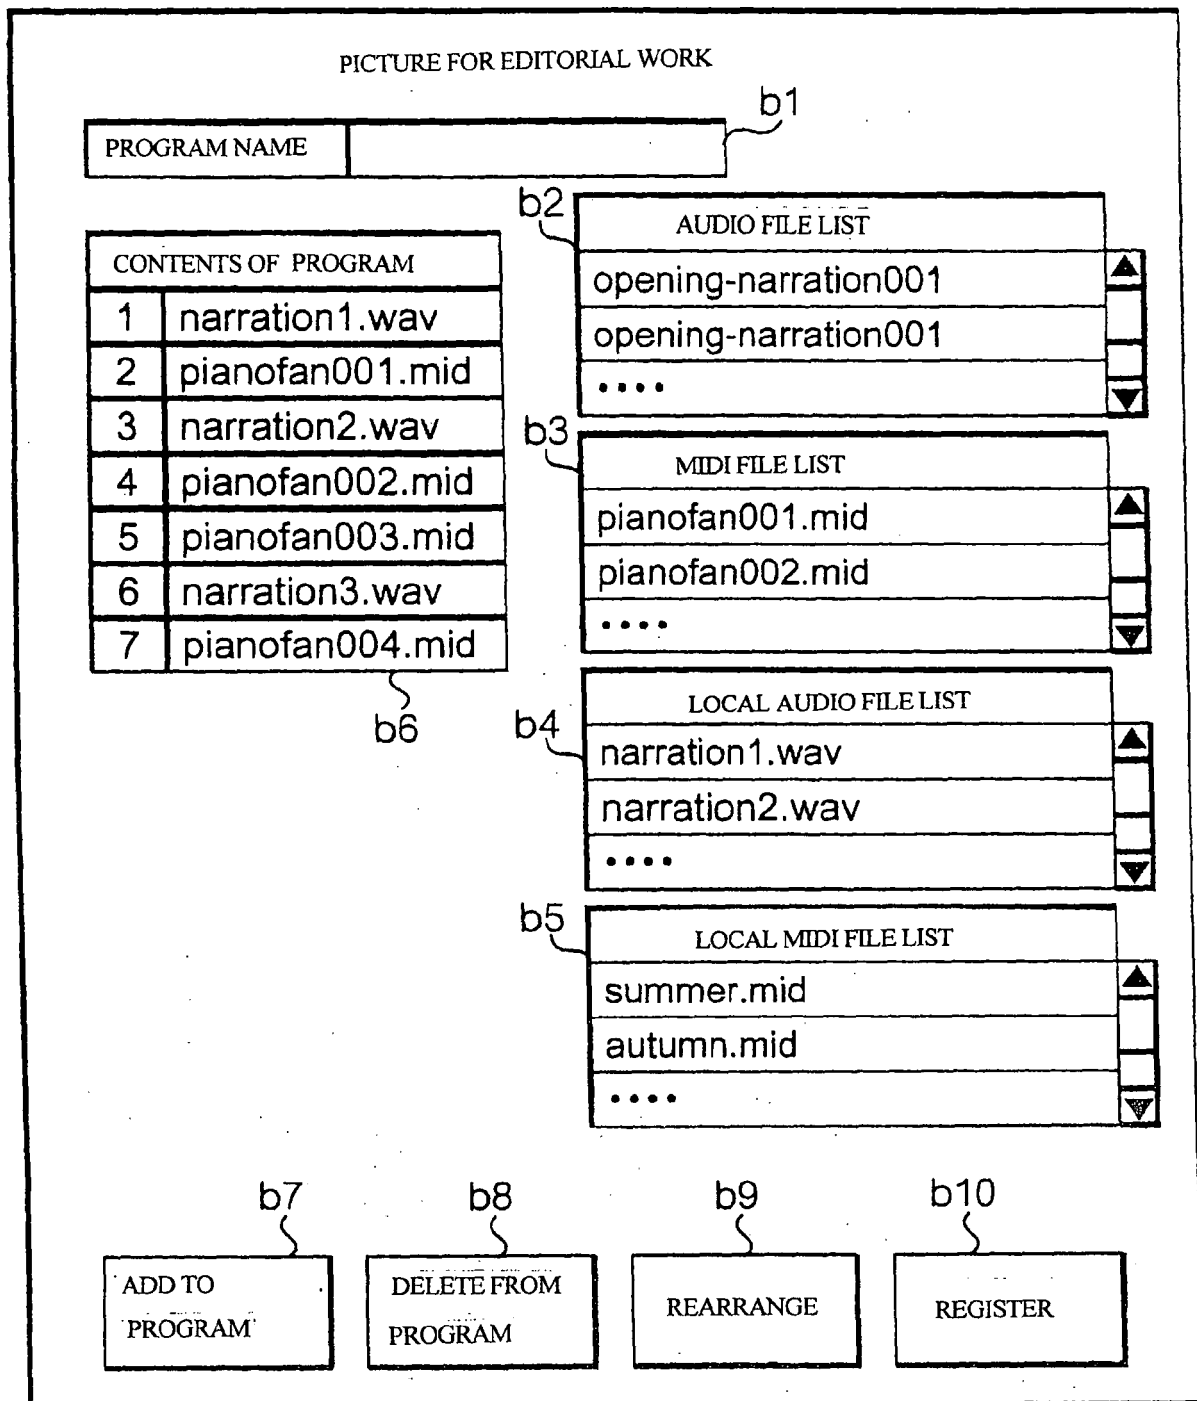 PICTURE FOR EDITORIAL WORK
b1
PROGRAM NAME
b6
CONTENTS OF PROGRAM
1 narration1.wav
2 pianofan001.mid
3 narration2.wav
4 pianofan002.mid
5 pianofan003.mid
6 narration3.wav
7 pianofan004.mid
b2
AUDIO FILE LIST
opening-narration001
opening-narration001
••••
b3
MIDI FILE LIST
pianofan001.mid
pianofan002.mid
••••
b4
LOCAL AUDIO FILE LIST
narration1.wav
narration2.wav
••••
b5
LOCAL MIDI FILE LIST
summer.mid
autumn.mid
••••
b7
ADD TO
PROGRAM
b8
DELETE FROM
PROGRAM
b9
REARRANGE
b10
REGISTER